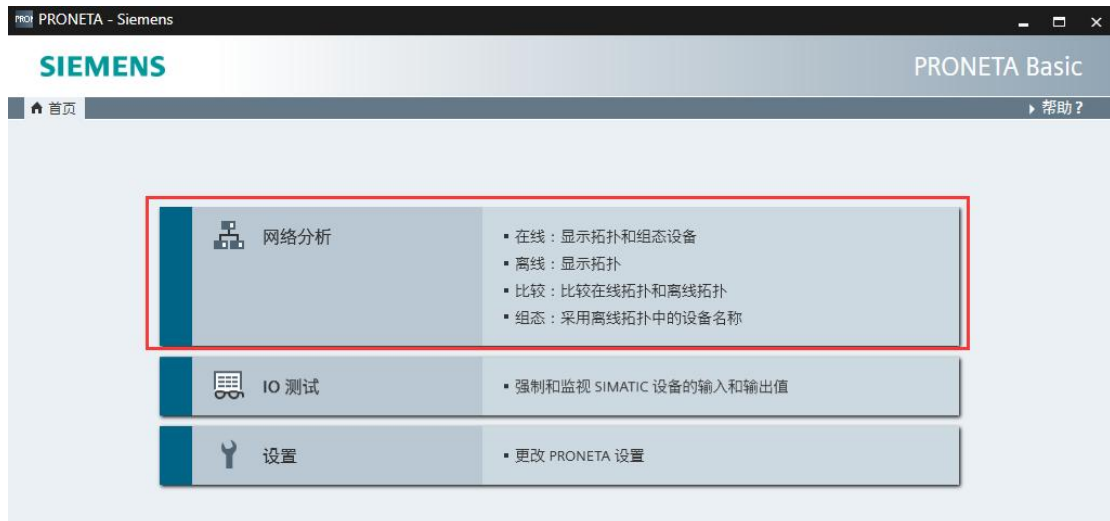 PRONETA - Siemens
SIEMENS
PRONETA Basic
首页
帮助?
网络分析
▪ 在线：显示拓扑和组态设备
▪ 离线：显示拓扑
▪ 比较：比较在线拓扑和离线拓扑
▪ 组态：采用离线拓扑中的设备名称
IO 测试
▪ 强制和监视 SIMATIC 设备的输入和输出值
设置
▪ 更改 PRONETA 设置